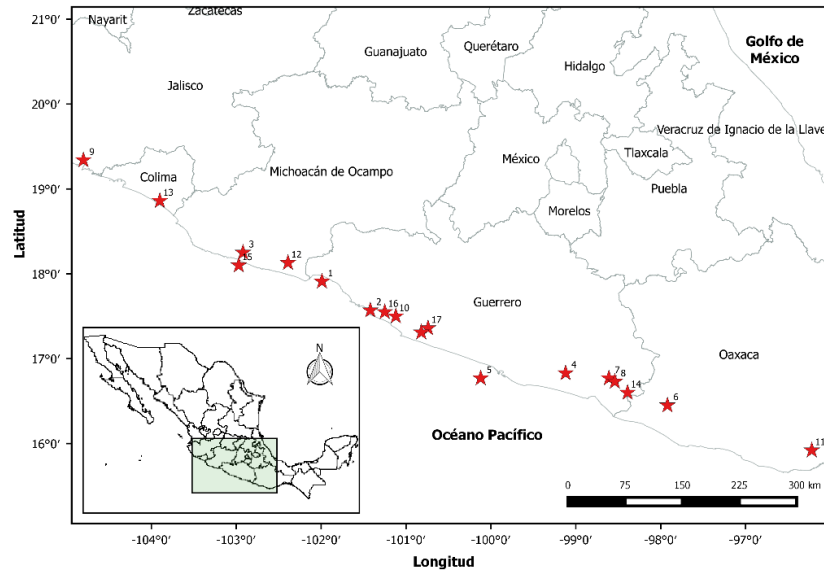 21°0'
20°0'
19°0'
18°0'
17°0'
16°0'
Latitud
Nayarit
Zacatecas
Guanajuato
Querétaro
Hidalgo
Golfo de
México
Jalisco
Veracruz de Ignacio de la Llave
Tlaxcala
México
Puebla
Michoacán de Ocampo
Colima
Morelos
Guerrero
Oaxaca
Océano Pacífico
9
13
3
15
12
1
2
16
10
17
5
4
7
8
14
6
11
N
0
75
150
225
300 km
-104°0'
-103°0'
-102°0'
-101°0'
-100°0'
-99°0'
-98°0'
-97°0'
Longitud